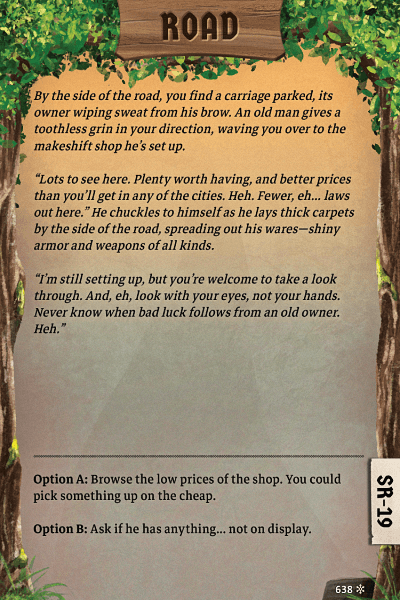 ROAD
By the side of the road, you find a carriage parked, its
owner wiping sweat from his brow. An old man gives a
toothless grin in your direction, waving you over to the
makeshift shop he's set up.
“Lots to see here. Plenty worth having, and better prices
than you'll get in any of the cities. Heh. Fewer, eh... laws
out here.” He chuckles to himself as he lays thick carpets
by the side of the road, spreading out his wares—shiny
armor and weapons of all kinds.
“I'm still setting up, but you're welcome to take a look
through. And, eh, look with your eyes, not your hands.
Never know when bad luck follows from an old owner.
Heh.”
Option A: Browse the low prices of the shop. You could
pick something up on the cheap.
Option B: Ask if he has anything... not on display.
SR-19
638 ✲